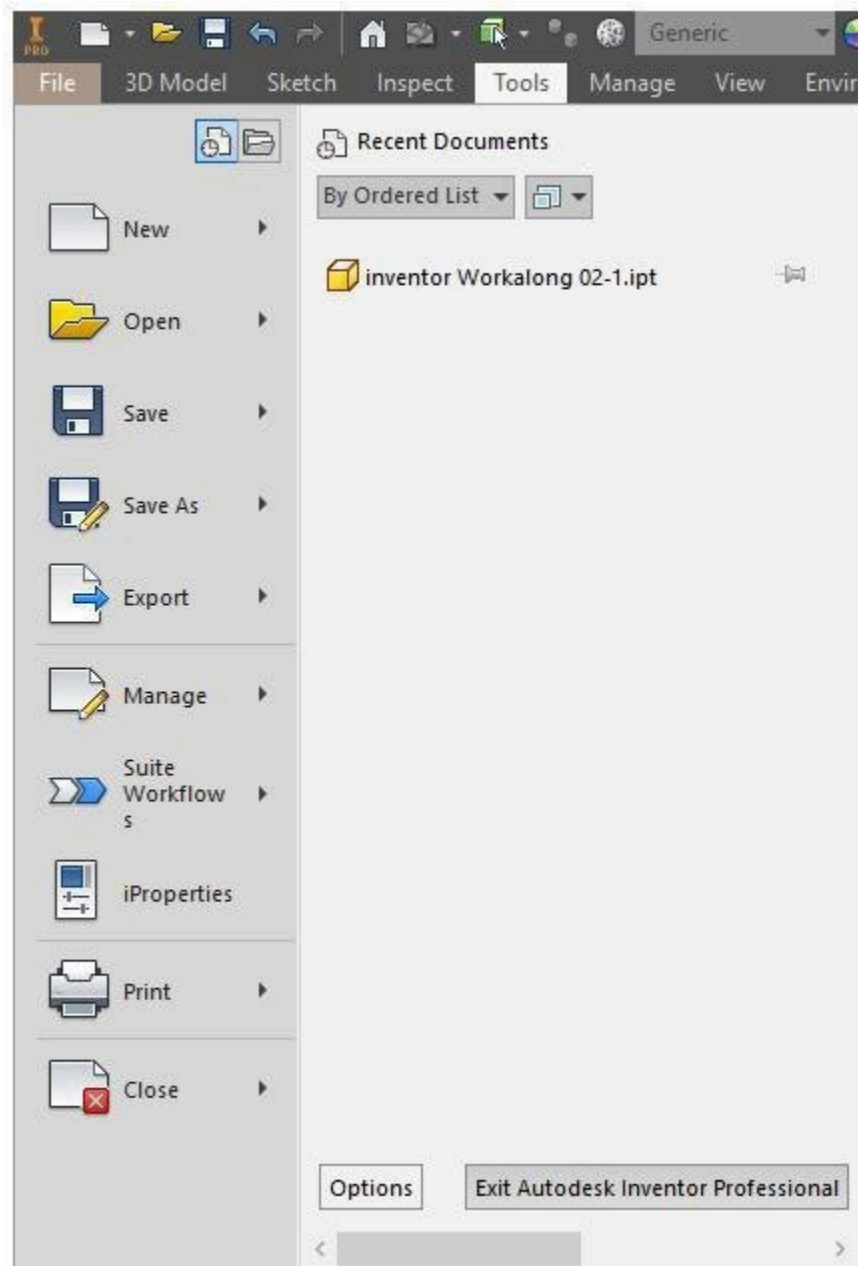 I
PRO
Generic
File 3D Model Sketch Inspect Tools Manage View Envir
Recent Documents
By Ordered List
New
inventor Workalong 02-1.ipt
Open
Save
Save As
Export
Manage
Suite
Workflow
s
iProperties
Print
Close
Options Exit Autodesk Inventor Professional